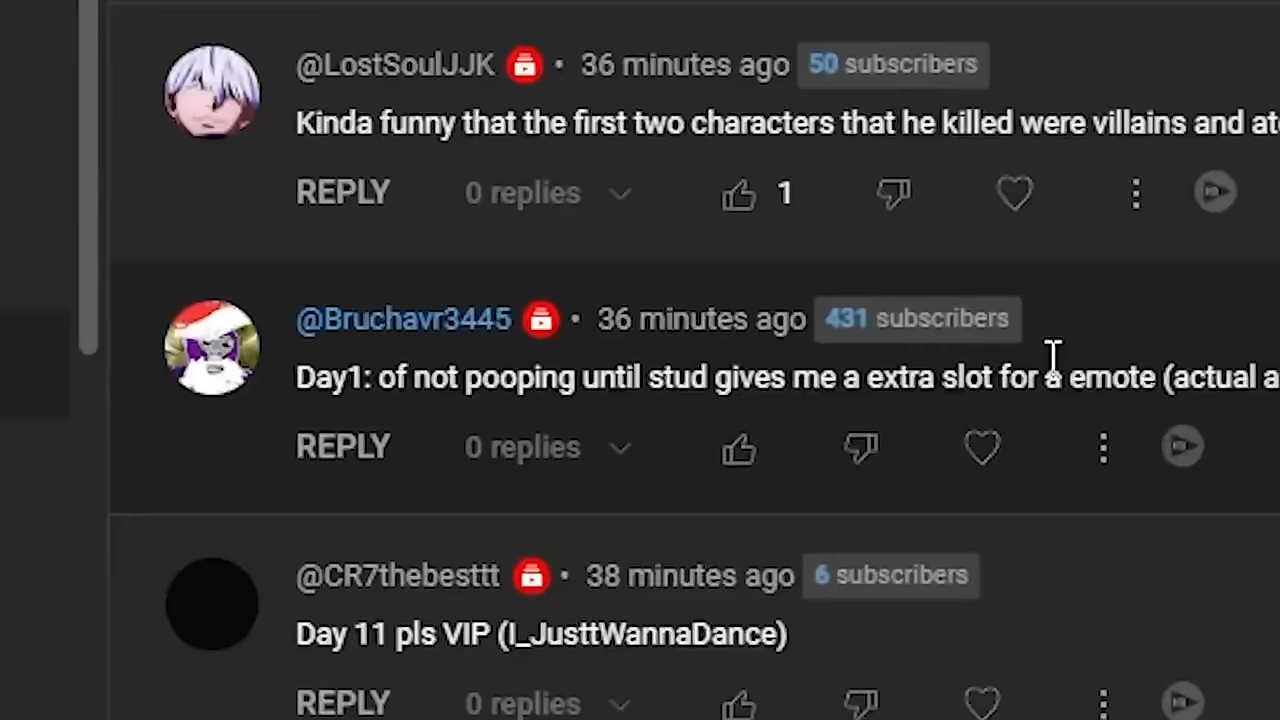 @LostSoulJJK • 36 minutes ago 50 subscribers
Kinda funny that the first two characters that he killed were villains and
REPLY 0 replies 1
@Bruchavr3445 • 36 minutes ago 431 subscribers
Day1: of not pooping until stud gives me a extra slot for a emote (actual
REPLY 0 replies
@CR7thebesttt • 38 minutes ago 6 subscribers
Day 11 pls VIP (I_JusttWannaDance)
REPLY 0 replies